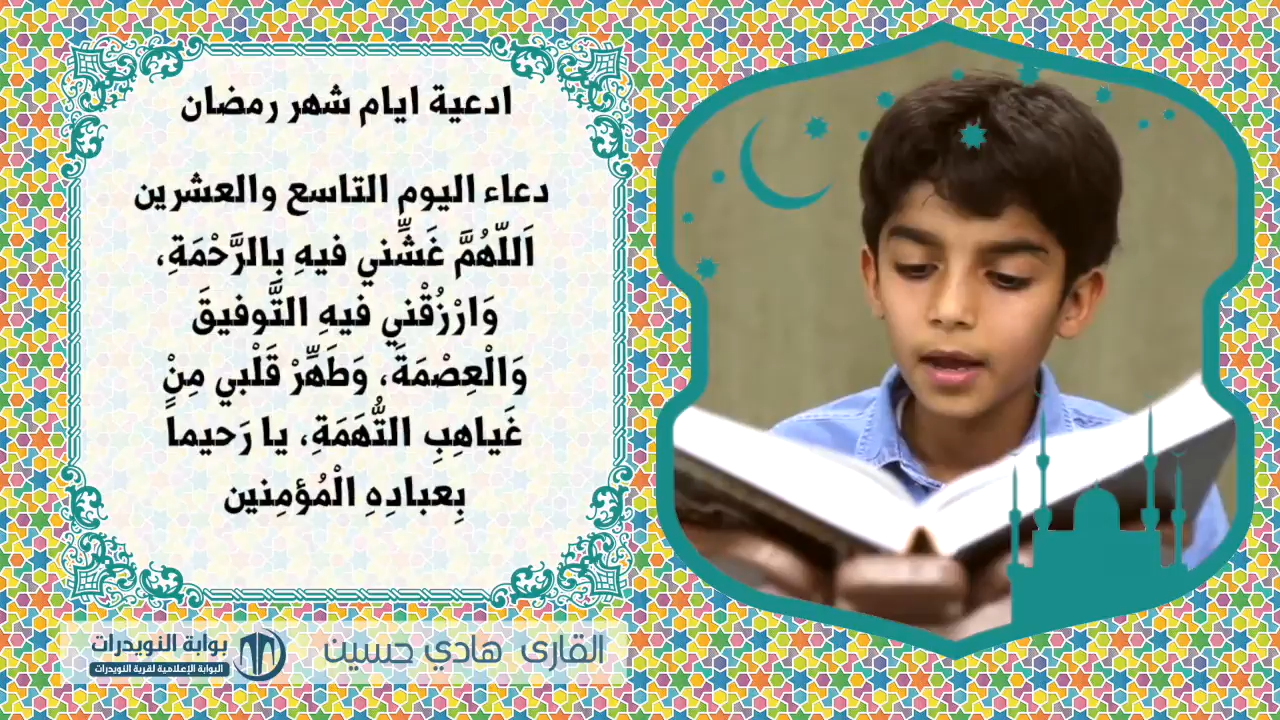 ادعية ايام شهر رمضان
دعاء اليوم التاسع والعشرين
اَللّهُمَّ غَشِّني فيهِ بِالرَّحْمَةِ،
وَارْزُقْني فيهِ التَّوفيقَ
وَالْعِصْمَةَ، وَطَهِّرْ قَلْبي مِنْ
غَياهِبِ التُّهَمَةِ، يا رَحيماً
بِعبادِهِ الْمُؤمِنين
القارئ هادي حسين
بوابة النويدرات
البوابة الإعلامية لقرية النويدرات